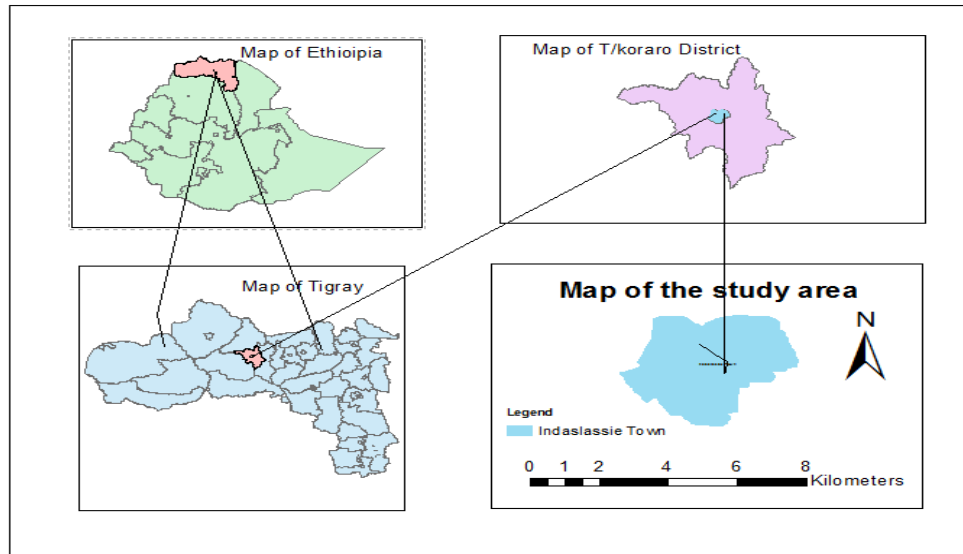 Map of Ethioipia
Map of T/koraro District
Map of Tigray
Map of the study area
N
Legend
Indaslassie Town
0 1 2 4 6 8
Kilometers